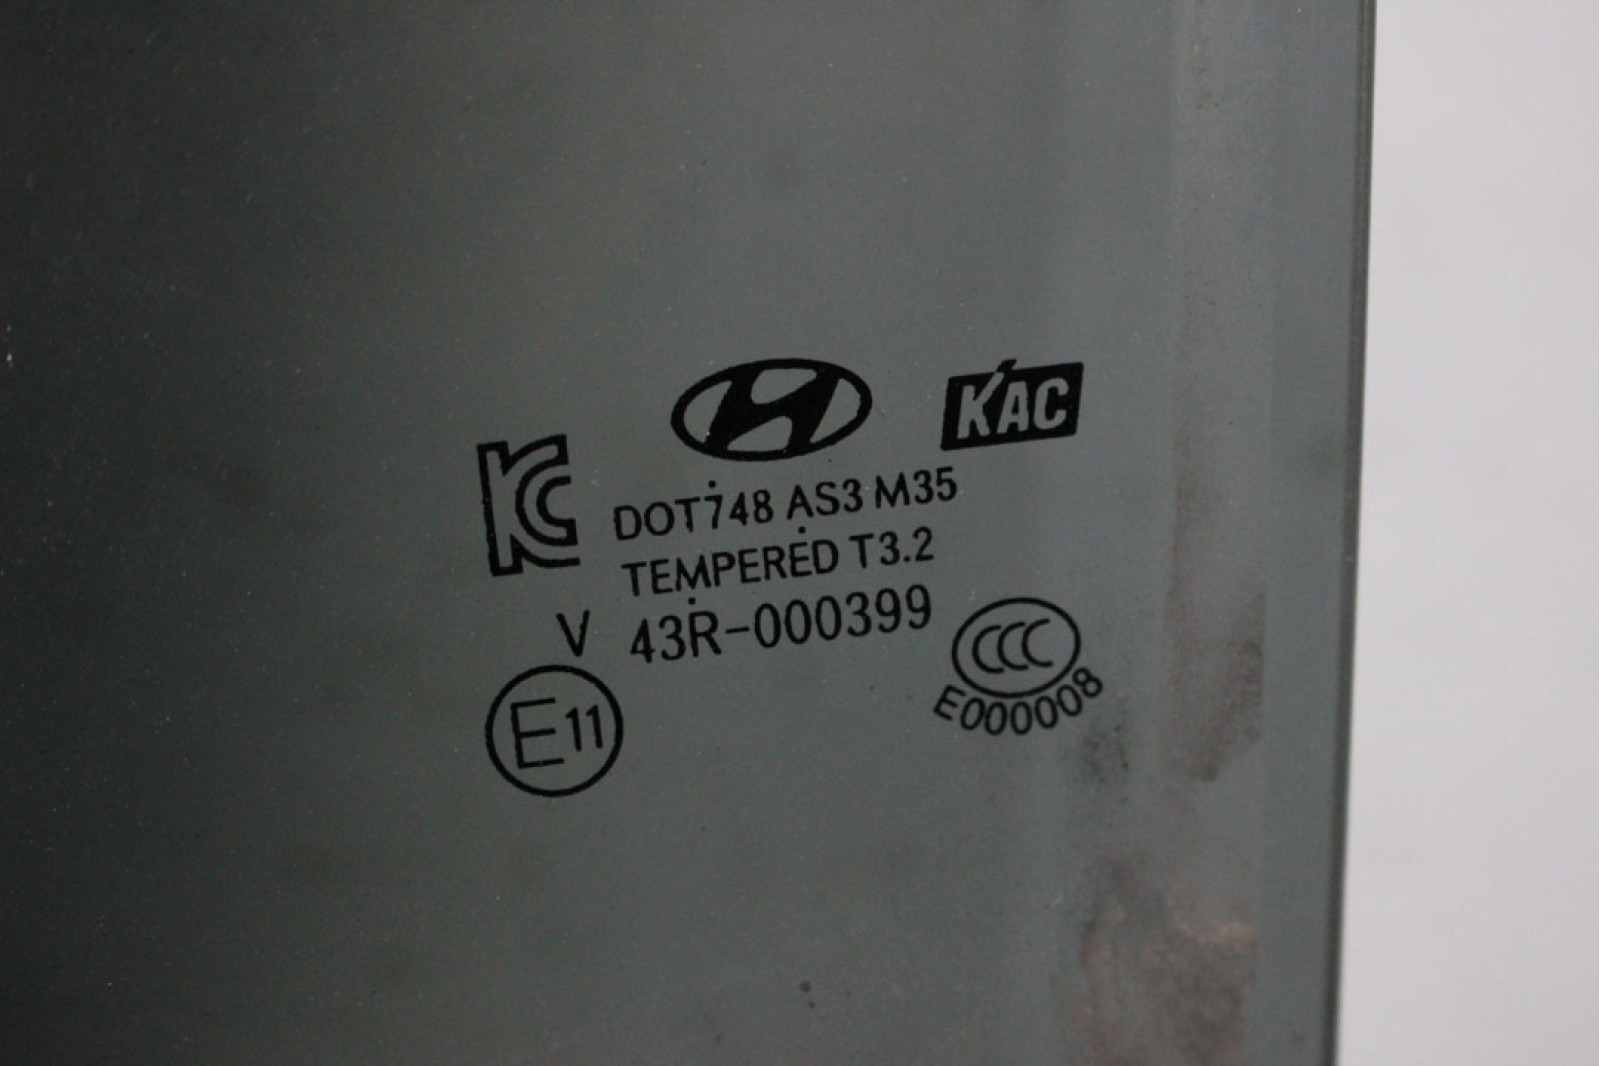 KAC
DOT748 AS3 M35
TEMPERED T3.2
V 43R-000399
E11
CCC
E000008